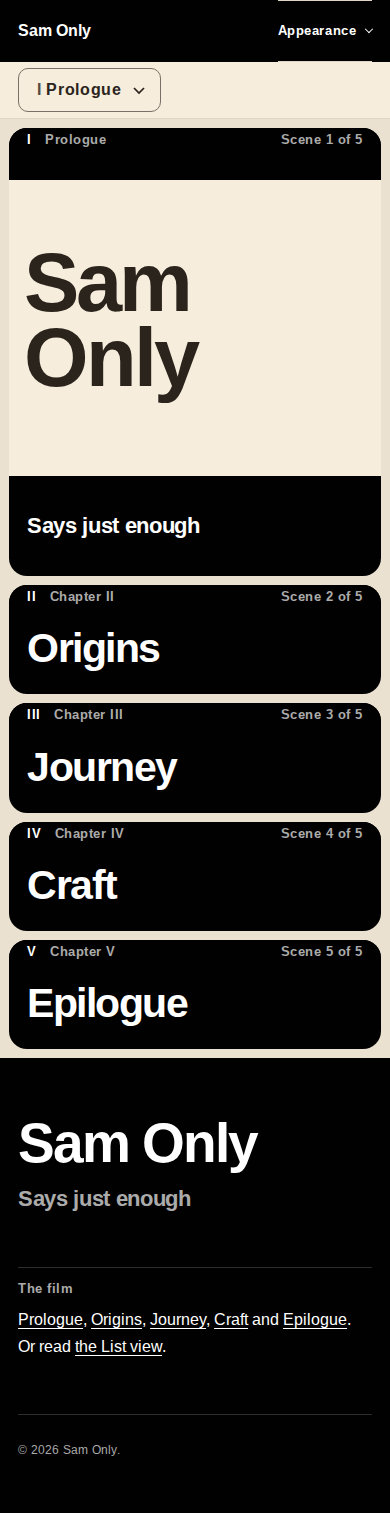 Sam Only
Appearance
I Prologue
I Prologue Scene 1 of 5
Sam
Only
Says just enough
II Chapter II Scene 2 of 5
Origins
III Chapter III Scene 3 of 5
Journey
IV Chapter IV Scene 4 of 5
Craft
V Chapter V Scene 5 of 5
Epilogue
Sam Only
Says just enough
The film
Prologue, Origins, Journey, Craft and Epilogue.
Or read the List view.
© 2026 Sam Only.